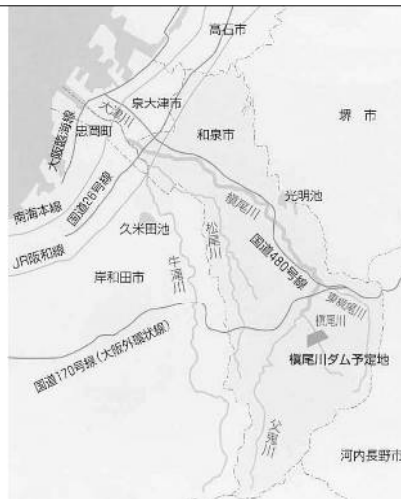 高石市
泉大津市
大津川
忠岡町
和泉市
堺市
大阪臨海線
南海本線
国道26号線
JR阪和線
槇尾川
光明池
久米田池
松尾川
牛滝川
国道480号線
岸和田市
東槇尾川
槇尾川
槇尾川ダム予定地
国道170号線(大阪外環状線)
父鬼川
河内長野市